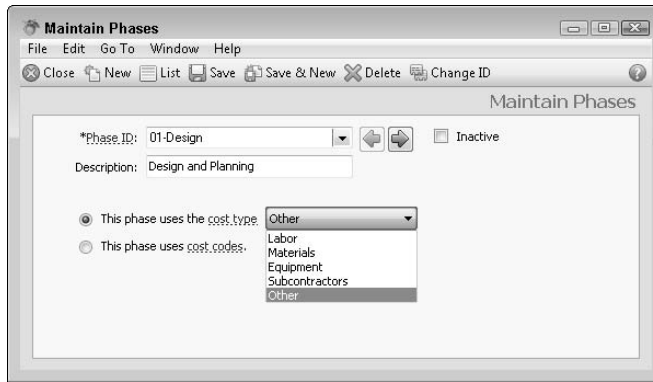 Maintain Phases
File Edit Go To Window Help
Close New List Save Save & New Delete Change ID
Maintain Phases
*Phase ID: 01-Design Inactive
Description: Design and Planning
This phase uses the cost type Other
Labor
This phase uses cost codes.
Materials
Equipment
Subcontractors
Other